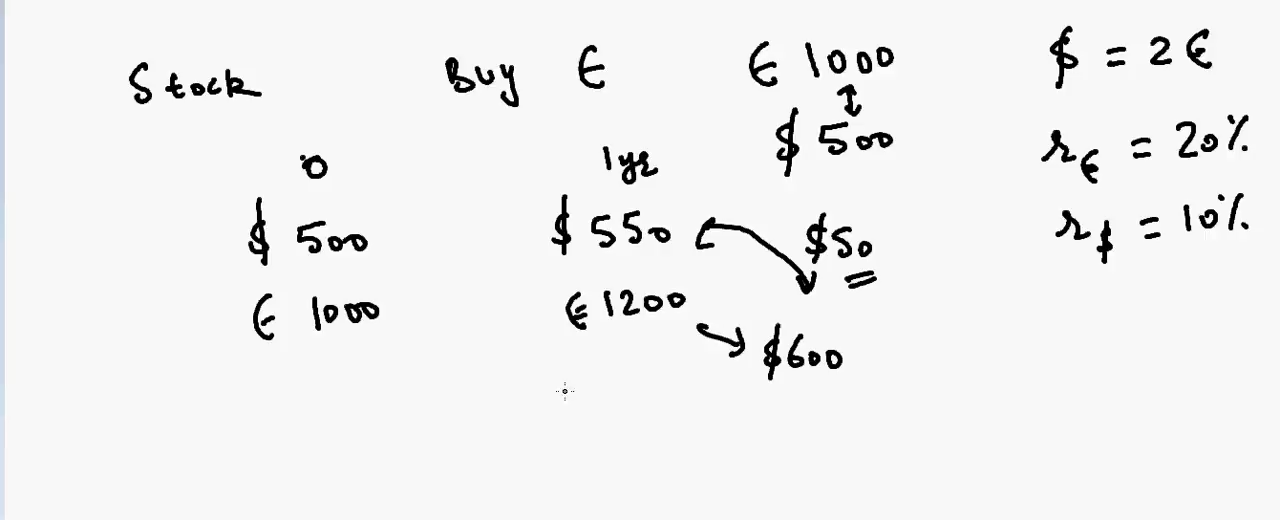 Stock Buy € € 1000 $ = 2 €
$ 500 r€ = 20%
0 1yr
$ 500 $ 550 $50 r$ = 10%
€ 1000 € 1200
$600